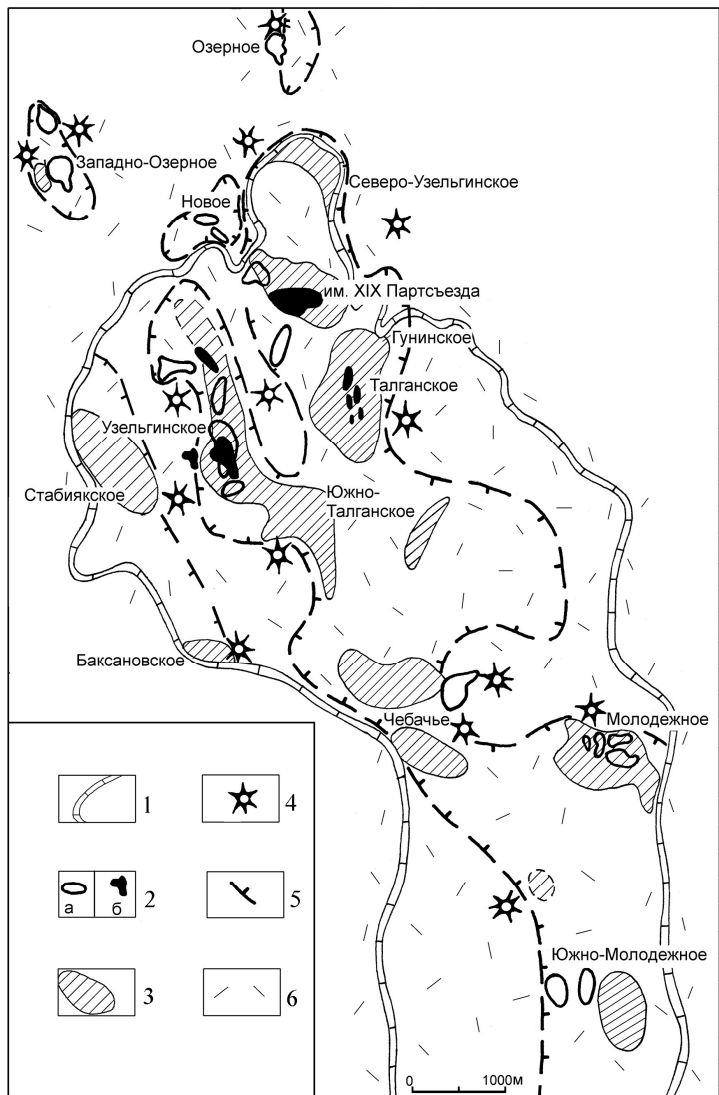 Озерное
Западно-Озерное
Северо-Узельгинское
Новое
им. XIX Партсъезда
Гунинское
Талганское
Узельгинское
Стабиякское
Южно-
Талганское
Баксановское
Чебачье
Молодежное
Южно-Молодежное
1
4
а б
2
5
3
6
0 1000м